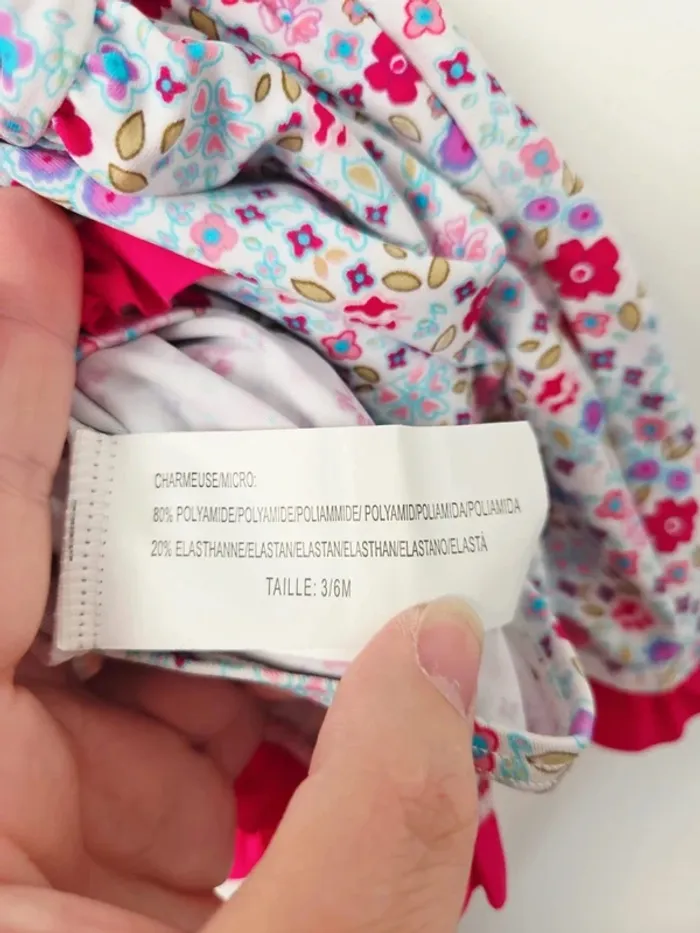 CHARMEUSE/MICRO:
80% POLYAMIDE/POLYAMIDE/POLIAMMIDE/ POLYAMID/POLIAMIDA/POLIAMIDA
20% ELASTHANNE/ELASTAN/ELASTAN/ELASTHAN/ELASTANO/ELASTÀ
TAILLE: 3/6M